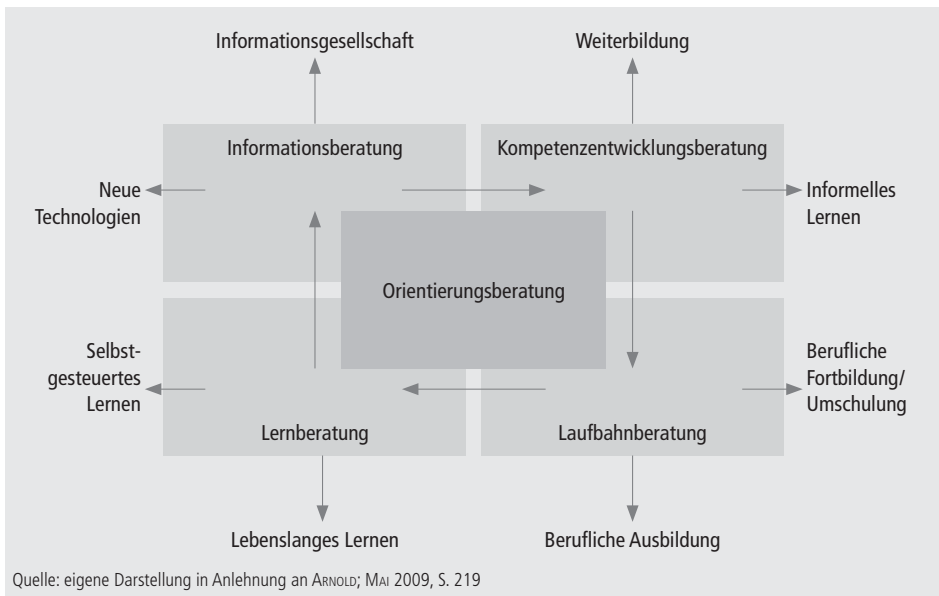 Informationsgesellschaft
Weiterbildung
Informationsberatung
Kompetenzentwicklungsberatung
Neue
Technologien
Informelles
Lernen
Orientierungsberatung
Selbst-
gesteuertes
Lernen
Berufliche
Fortbildung/
Umschulung
Lernberatung
Laufbahnberatung
Lebenslanges Lernen
Berufliche Ausbildung
Quelle: eigene Darstellung in Anlehnung an ARNOLD; MAI 2009, S. 219